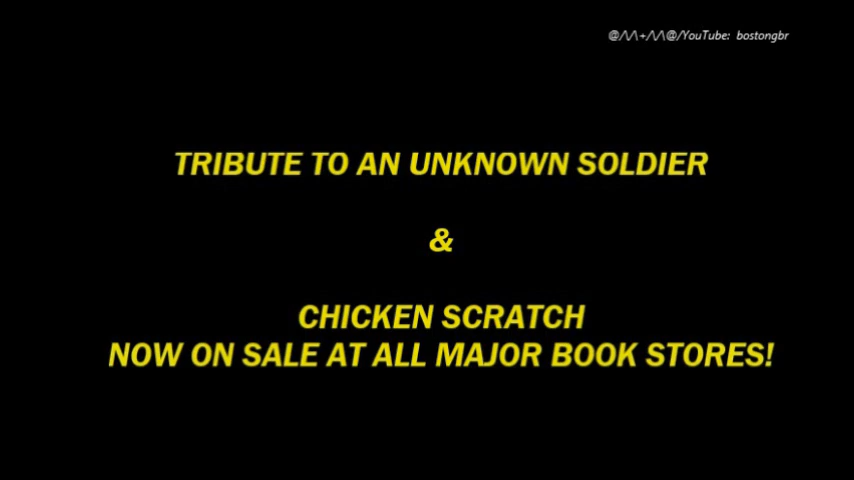 @/\/\+/\/\@/YouTube: bostongbr
TRIBUTE TO AN UNKNOWN SOLDIER
&
CHICKEN SCRATCH
NOW ON SALE AT ALL MAJOR BOOK STORES!